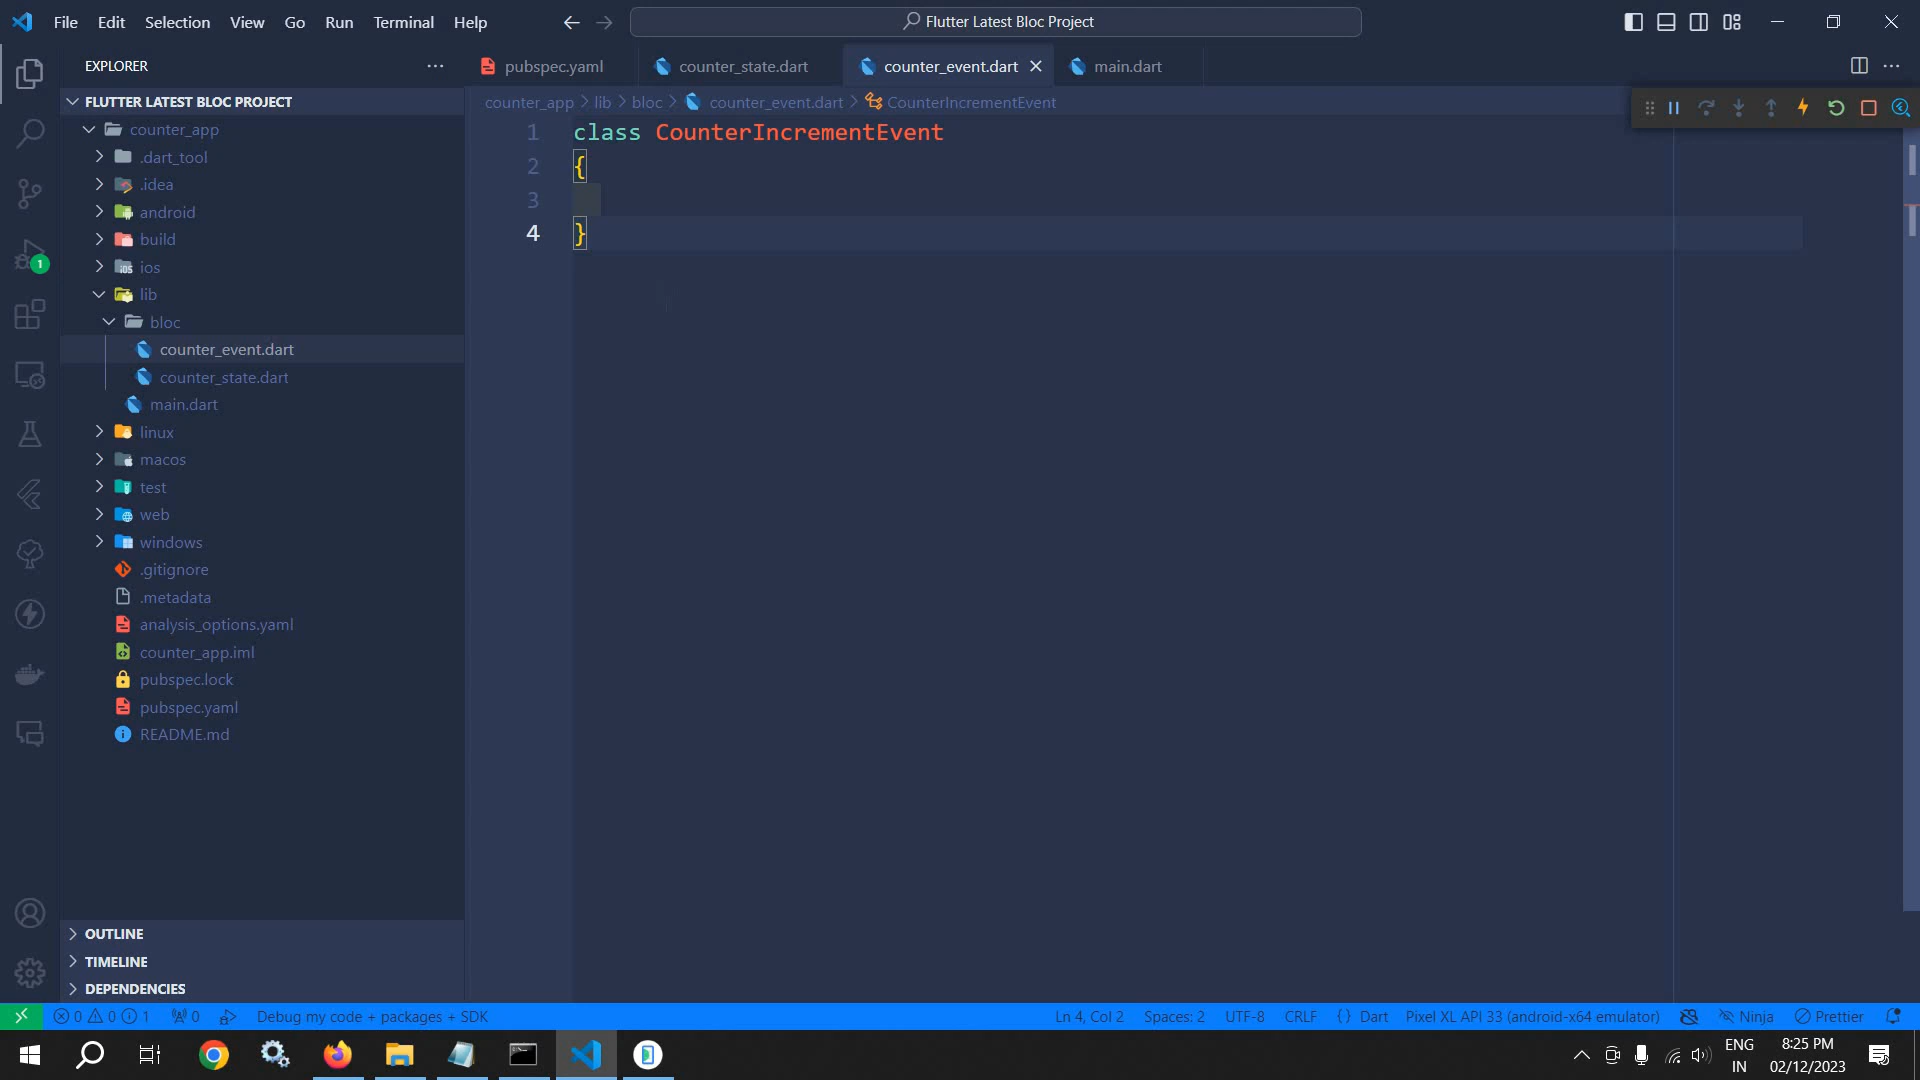 File Edit Selection View Go Run Terminal Help
Flutter Latest Bloc Project
EXPLORER
FLUTTER LATEST BLOC PROJECT
counter_app
.dart_tool
.idea
android
build
ios
lib
bloc
counter_event.dart
counter_state.dart
main.dart
linux
macos
test
web
windows
.gitignore
.metadata
analysis_options.yaml
counter_app.iml
pubspec.lock
pubspec.yaml
README.md
OUTLINE
TIMELINE
DEPENDENCIES
1
pubspec.yaml counter_state.dart counter_event.dart main.dart
counter_app > lib > bloc > counter_event.dart > CounterIncrementEvent
1 class CounterIncrementEvent
2 {
3
4 }
0 0 1 0 Debug my code + packages + SDK Ln 4, Col 2 Spaces: 2 UTF-8 CRLF {} Dart Pixel XL API 33 (android-x64 emulator) Ninja Prettier
ENG
IN
8:25 PM
02/12/2023